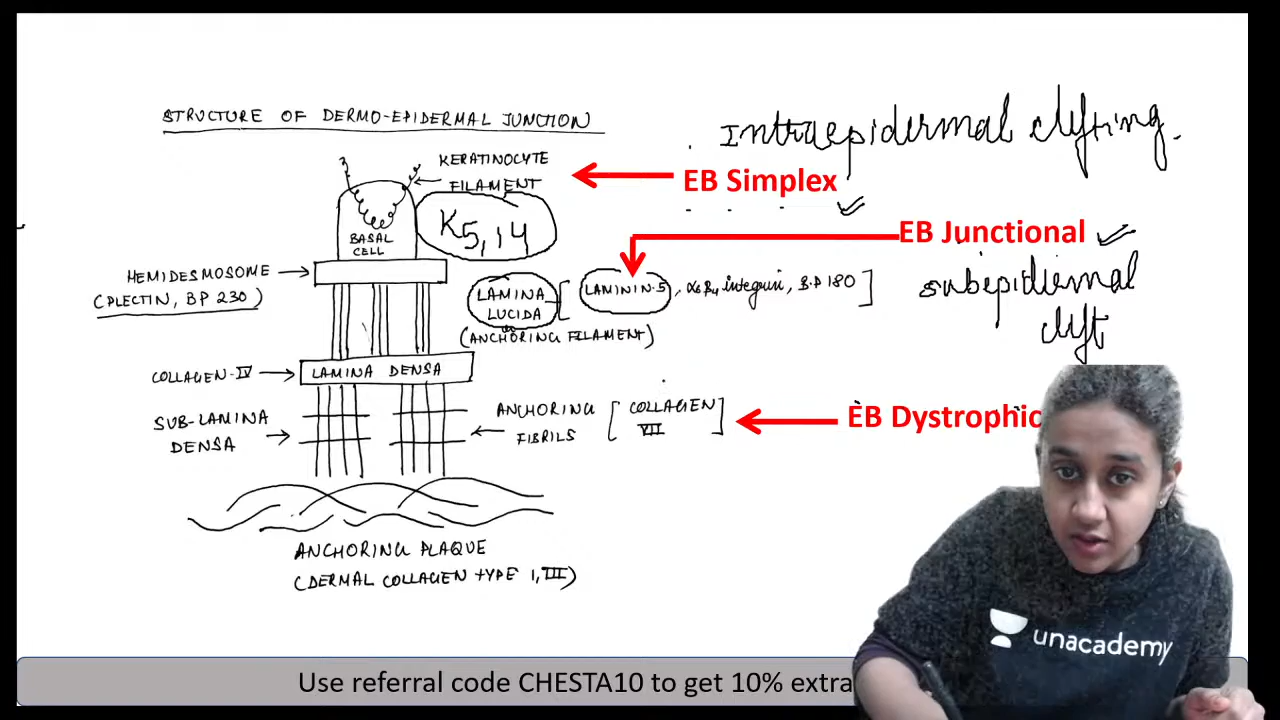 STRUCTURE OF DERMO-EPIDERMAL JUNCTION
Intraepidermal clefting.
KERATINOCYTE
FILAMENT
EB Simplex
K5,14
BASAL
CELL
EB Junctional
HEMIDESMOSOME
(PLECTIN, BP 230)
LAMINA
LUCIDA
[LAMININ-5, α6β4 integrin, B.P 180]
(ANCHORING FILAMENT)
subepidermal
cleft
COLLAGEN-IV
LAMINA DENSA
SUB-LAMINA
DENSA
ANCHORING
FIBRILS
[COLLAGEN
VII]
EB Dystrophic
ANCHORING PLAQUE
(DERMAL COLLAGEN TYPE I, III)
unacademy
Use referral code CHESTA10 to get 10% extra